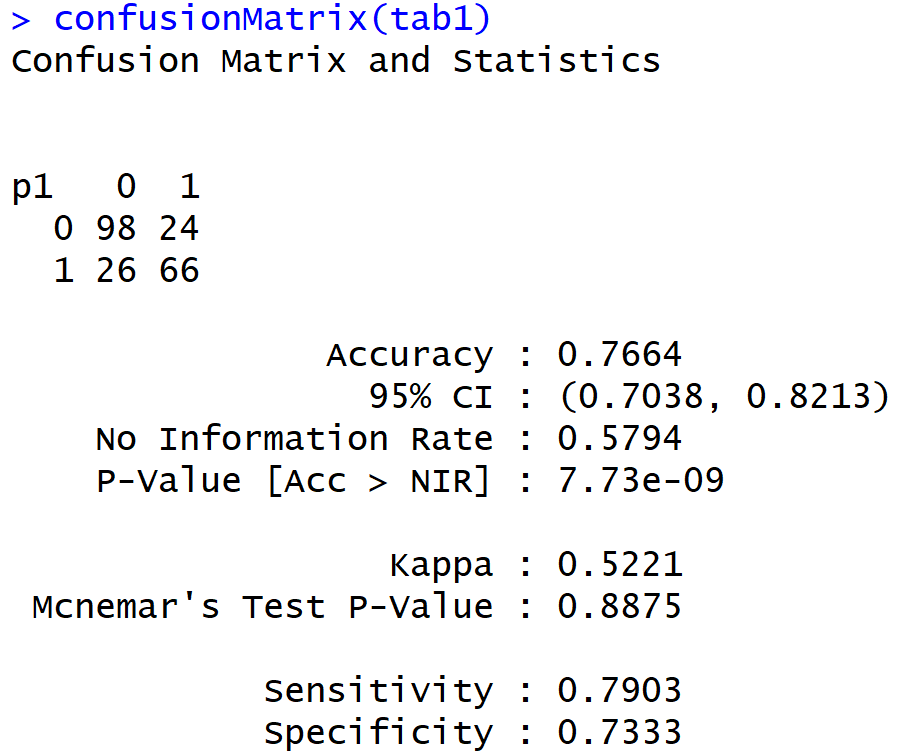 > confusionMatrix(tab1)
Confusion Matrix and Statistics
p1 0 1
0 98 24
1 26 66
Accuracy : 0.7664
95% CI : (0.7038, 0.8213)
No Information Rate : 0.5794
P-Value [Acc > NIR] : 7.73e-09
Kappa : 0.5221
Mcnemar's Test P-Value : 0.8875
Sensitivity : 0.7903
Specificity : 0.7333